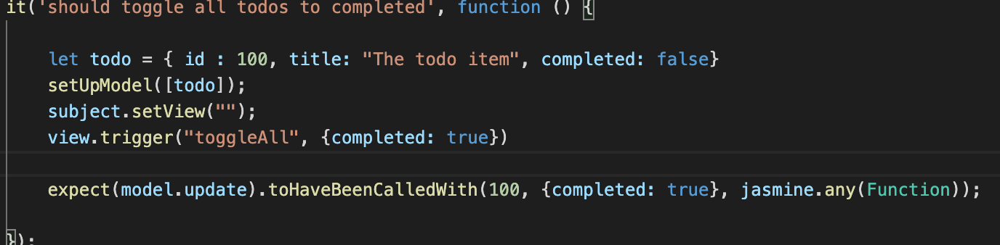 it('should toggle all todos to completed', function () {
let todo = { id : 100, title: "The todo item", completed: false}
setUpModel([todo]);
subject.setView("");
view.trigger("toggleAll", {completed: true})
expect(model.update).toHaveBeenCalledWith(100, {completed: true}, jasmine.any(Function));
});